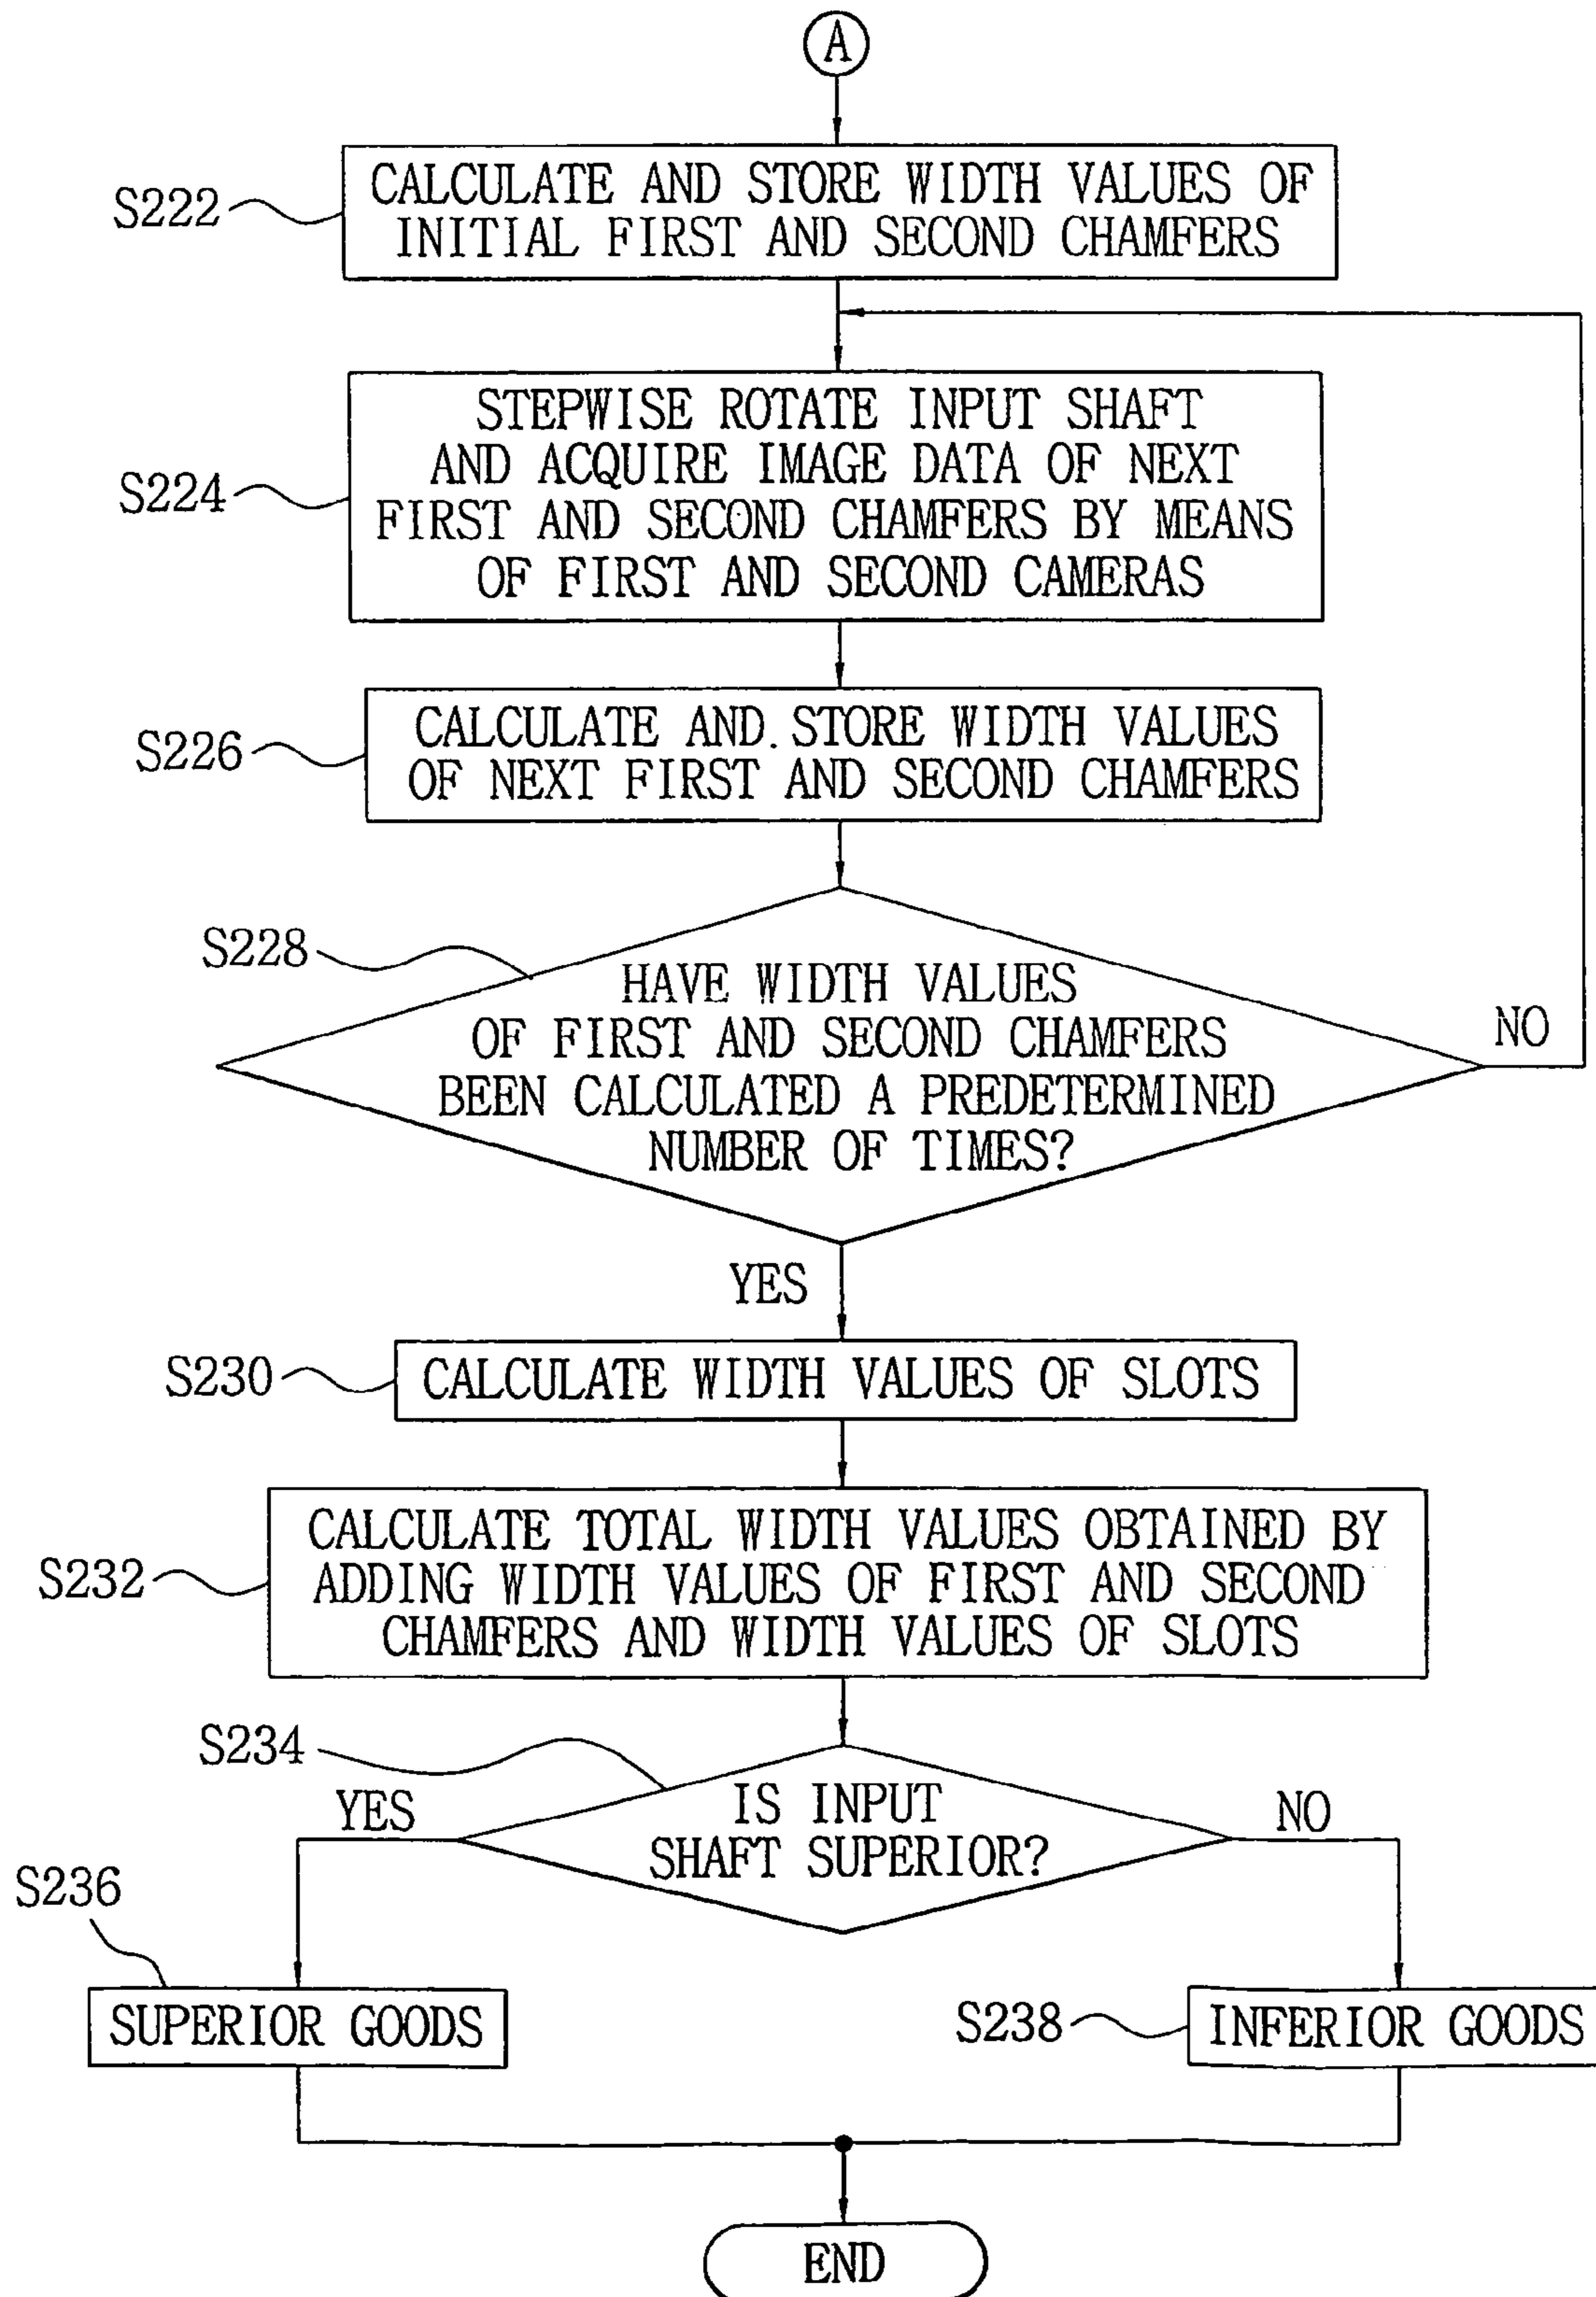 A
S222
CALCULATE AND STORE WIDTH VALUES OF
INITIAL FIRST AND SECOND CHAMFERS
S224
STEPWISE ROTATE INPUT SHAFT
AND ACQUIRE IMAGE DATA OF NEXT
FIRST AND SECOND CHAMFERS BY MEANS
OF FIRST AND SECOND CAMERAS
S226
CALCULATE AND STORE WIDTH VALUES
OF NEXT FIRST AND SECOND CHAMFERS
S228
HAVE WIDTH VALUES
OF FIRST AND SECOND CHAMFERS
BEEN CALCULATED A PREDETERMINED
NUMBER OF TIMES?
NO
YES
S230
CALCULATE WIDTH VALUES OF SLOTS
S232
CALCULATE TOTAL WIDTH VALUES OBTAINED BY
ADDING WIDTH VALUES OF FIRST AND SECOND
CHAMFERS AND WIDTH VALUES OF SLOTS
S234
IS INPUT
SHAFT SUPERIOR?
YES
NO
S236
SUPERIOR GOODS
S238
INFERIOR GOODS
END